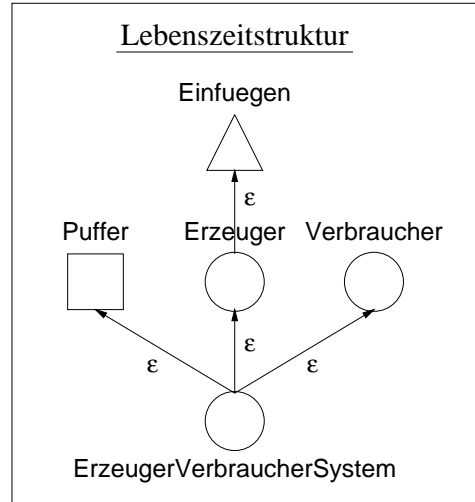 Lebenszeitstruktur
Einfuegen
ε
Puffer Erzeuger Verbraucher
ε ε ε
ErzeugerVerbraucherSystem